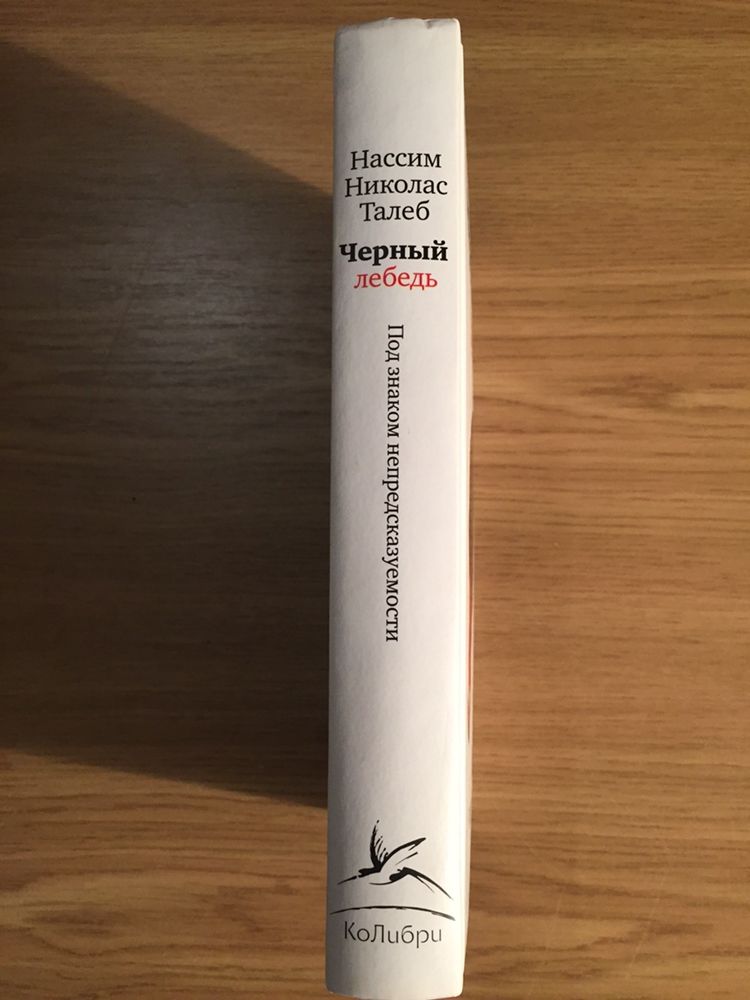 Нассим
Николас
Талеб
Черный
лебедь
Под знаком непредсказуемости
КоЛибри